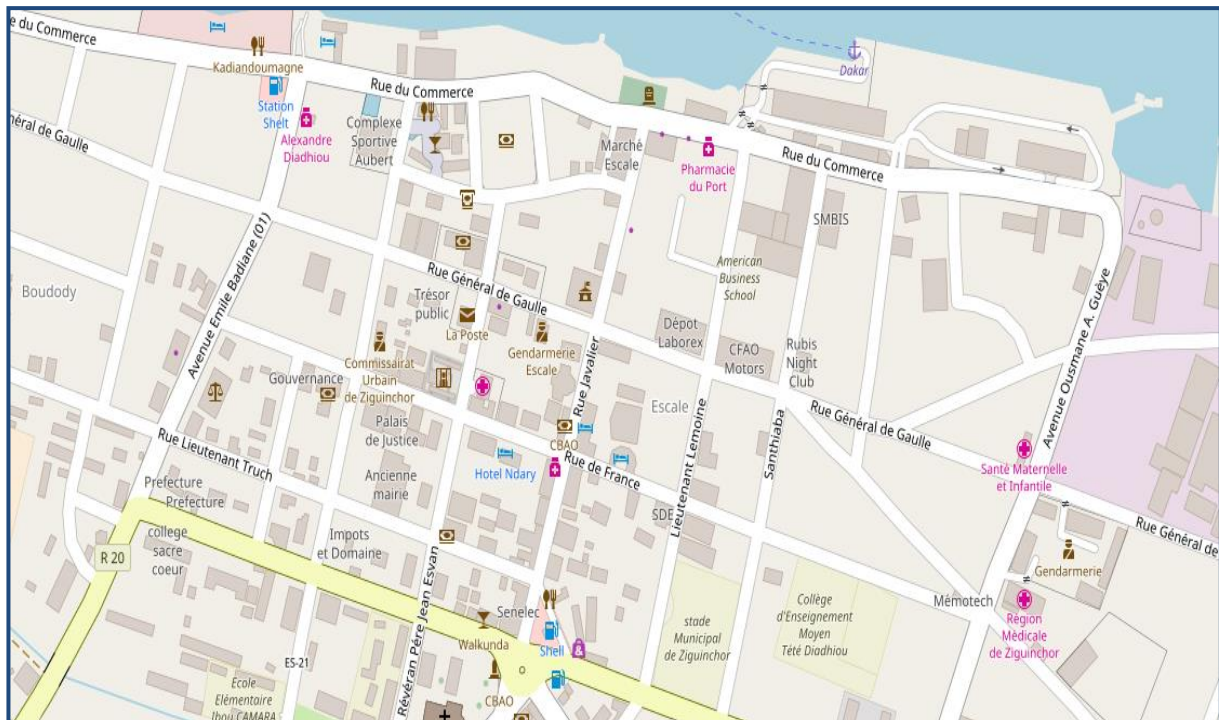 e du Commerce
Kadiandoumagne
Station
Shell
Alexandre
Diadhiou
Complexe
Sportive
Aubert
Rue du Commerce
Dakar
Marché
Escale
Pharmacie
du Port
Rue du Commerce
SMBIS
énéral de Gaulle
Avenue Emile Badiane (01)
Boudody
Rue Général de Gaulle
Trésor
public
La Poste
Gendarmerie
Escale
American
Business
School
Dépot
Laborex
CFAO
Motors
Rubis
Night
Club
Avenue Ousmane A. Guèye
Commissairat
Urbain
de Ziguinchor
Gouvernance
Palais
de Justice
Rue Javalier
Escale
CBAO
Rue de France
Hotel Ndary
Ancienne
mairie
Rue Lieutenant Truch
Lieutenant Lemoine
Santhiaba
Rue Général de Gaulle
Santé Maternelle
et Infantile
Rue Général de
Prefecture
Prefecture
college
sacre
coeur
R 20
Impots
et Domaine
Révéran Pére Jean Esvan
SDE
Gendarmerie
Mémotech
Région
Médicale
de Ziguinchor
Senelec
Walkunda
Shell
CBAO
stade
Municipal
de Ziguinchor
Collège
d'Enseignement
Moyen
Tété Diadhiou
ES-21
Ecole
Elémentaire
Ibou CAMARA